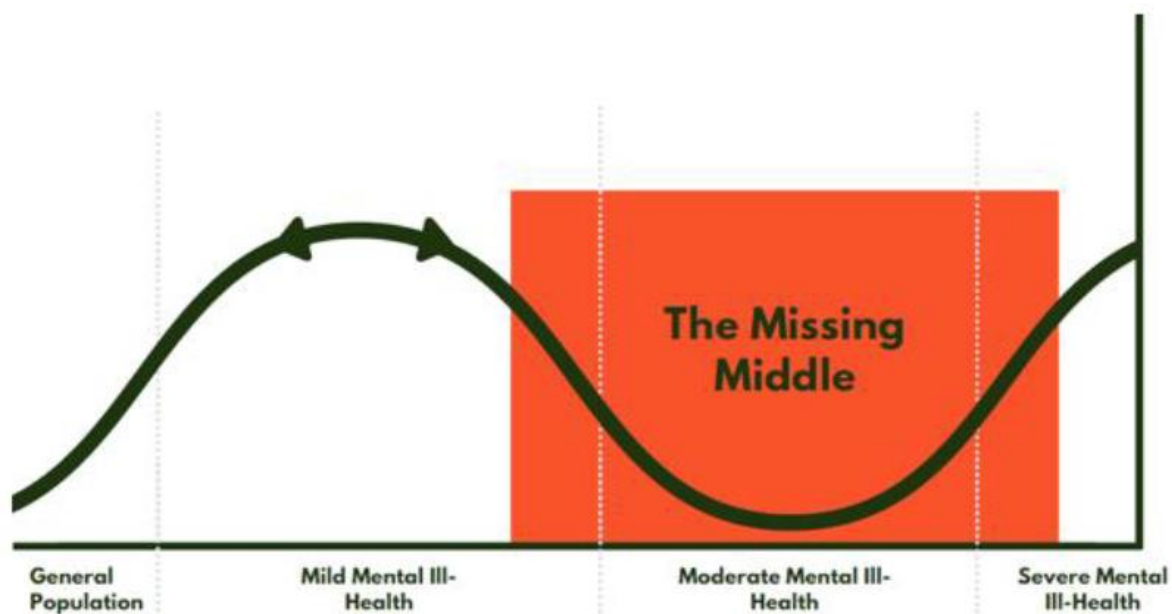 The Missing
Middle
General
Population
Mild Mental Ill-
Health
Moderate Mental Ill-
Health
Severe Mental
Ill-Health